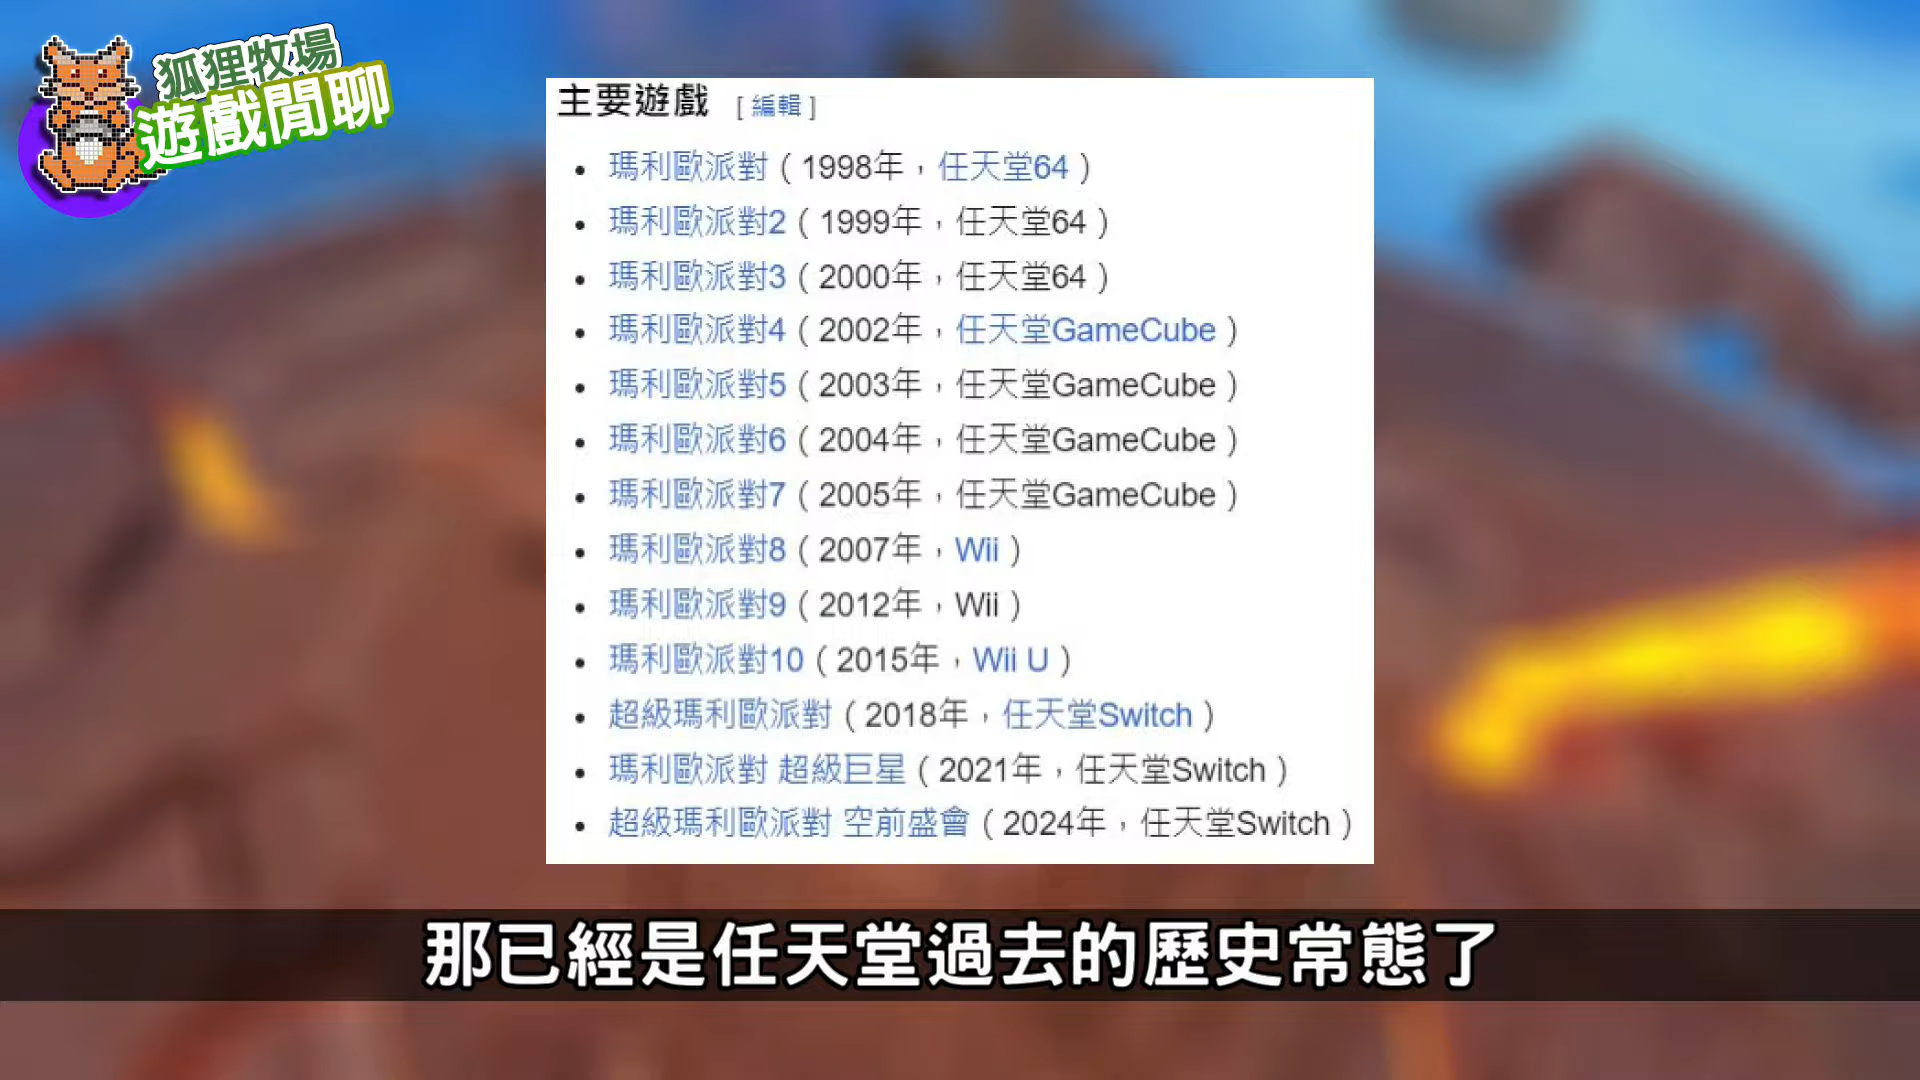 狐狸牧場
遊戲閒聊
主要遊戲 [編輯]
• 瑪利歐派對（1998年，任天堂64）
• 瑪利歐派對2（1999年，任天堂64）
• 瑪利歐派對3（2000年，任天堂64）
• 瑪利歐派對4（2002年，任天堂GameCube）
• 瑪利歐派對5（2003年，任天堂GameCube）
• 瑪利歐派對6（2004年，任天堂GameCube）
• 瑪利歐派對7（2005年，任天堂GameCube）
• 瑪利歐派對8（2007年，Wii）
• 瑪利歐派對9（2012年，Wii）
• 瑪利歐派對10（2015年，Wii U）
• 超級瑪利歐派對（2018年，任天堂Switch）
• 瑪利歐派對 超級巨星（2021年，任天堂Switch）
• 超級瑪利歐派對 空前盛會（2024年，任天堂Switch）
那已經是任天堂過去的歷史常態了